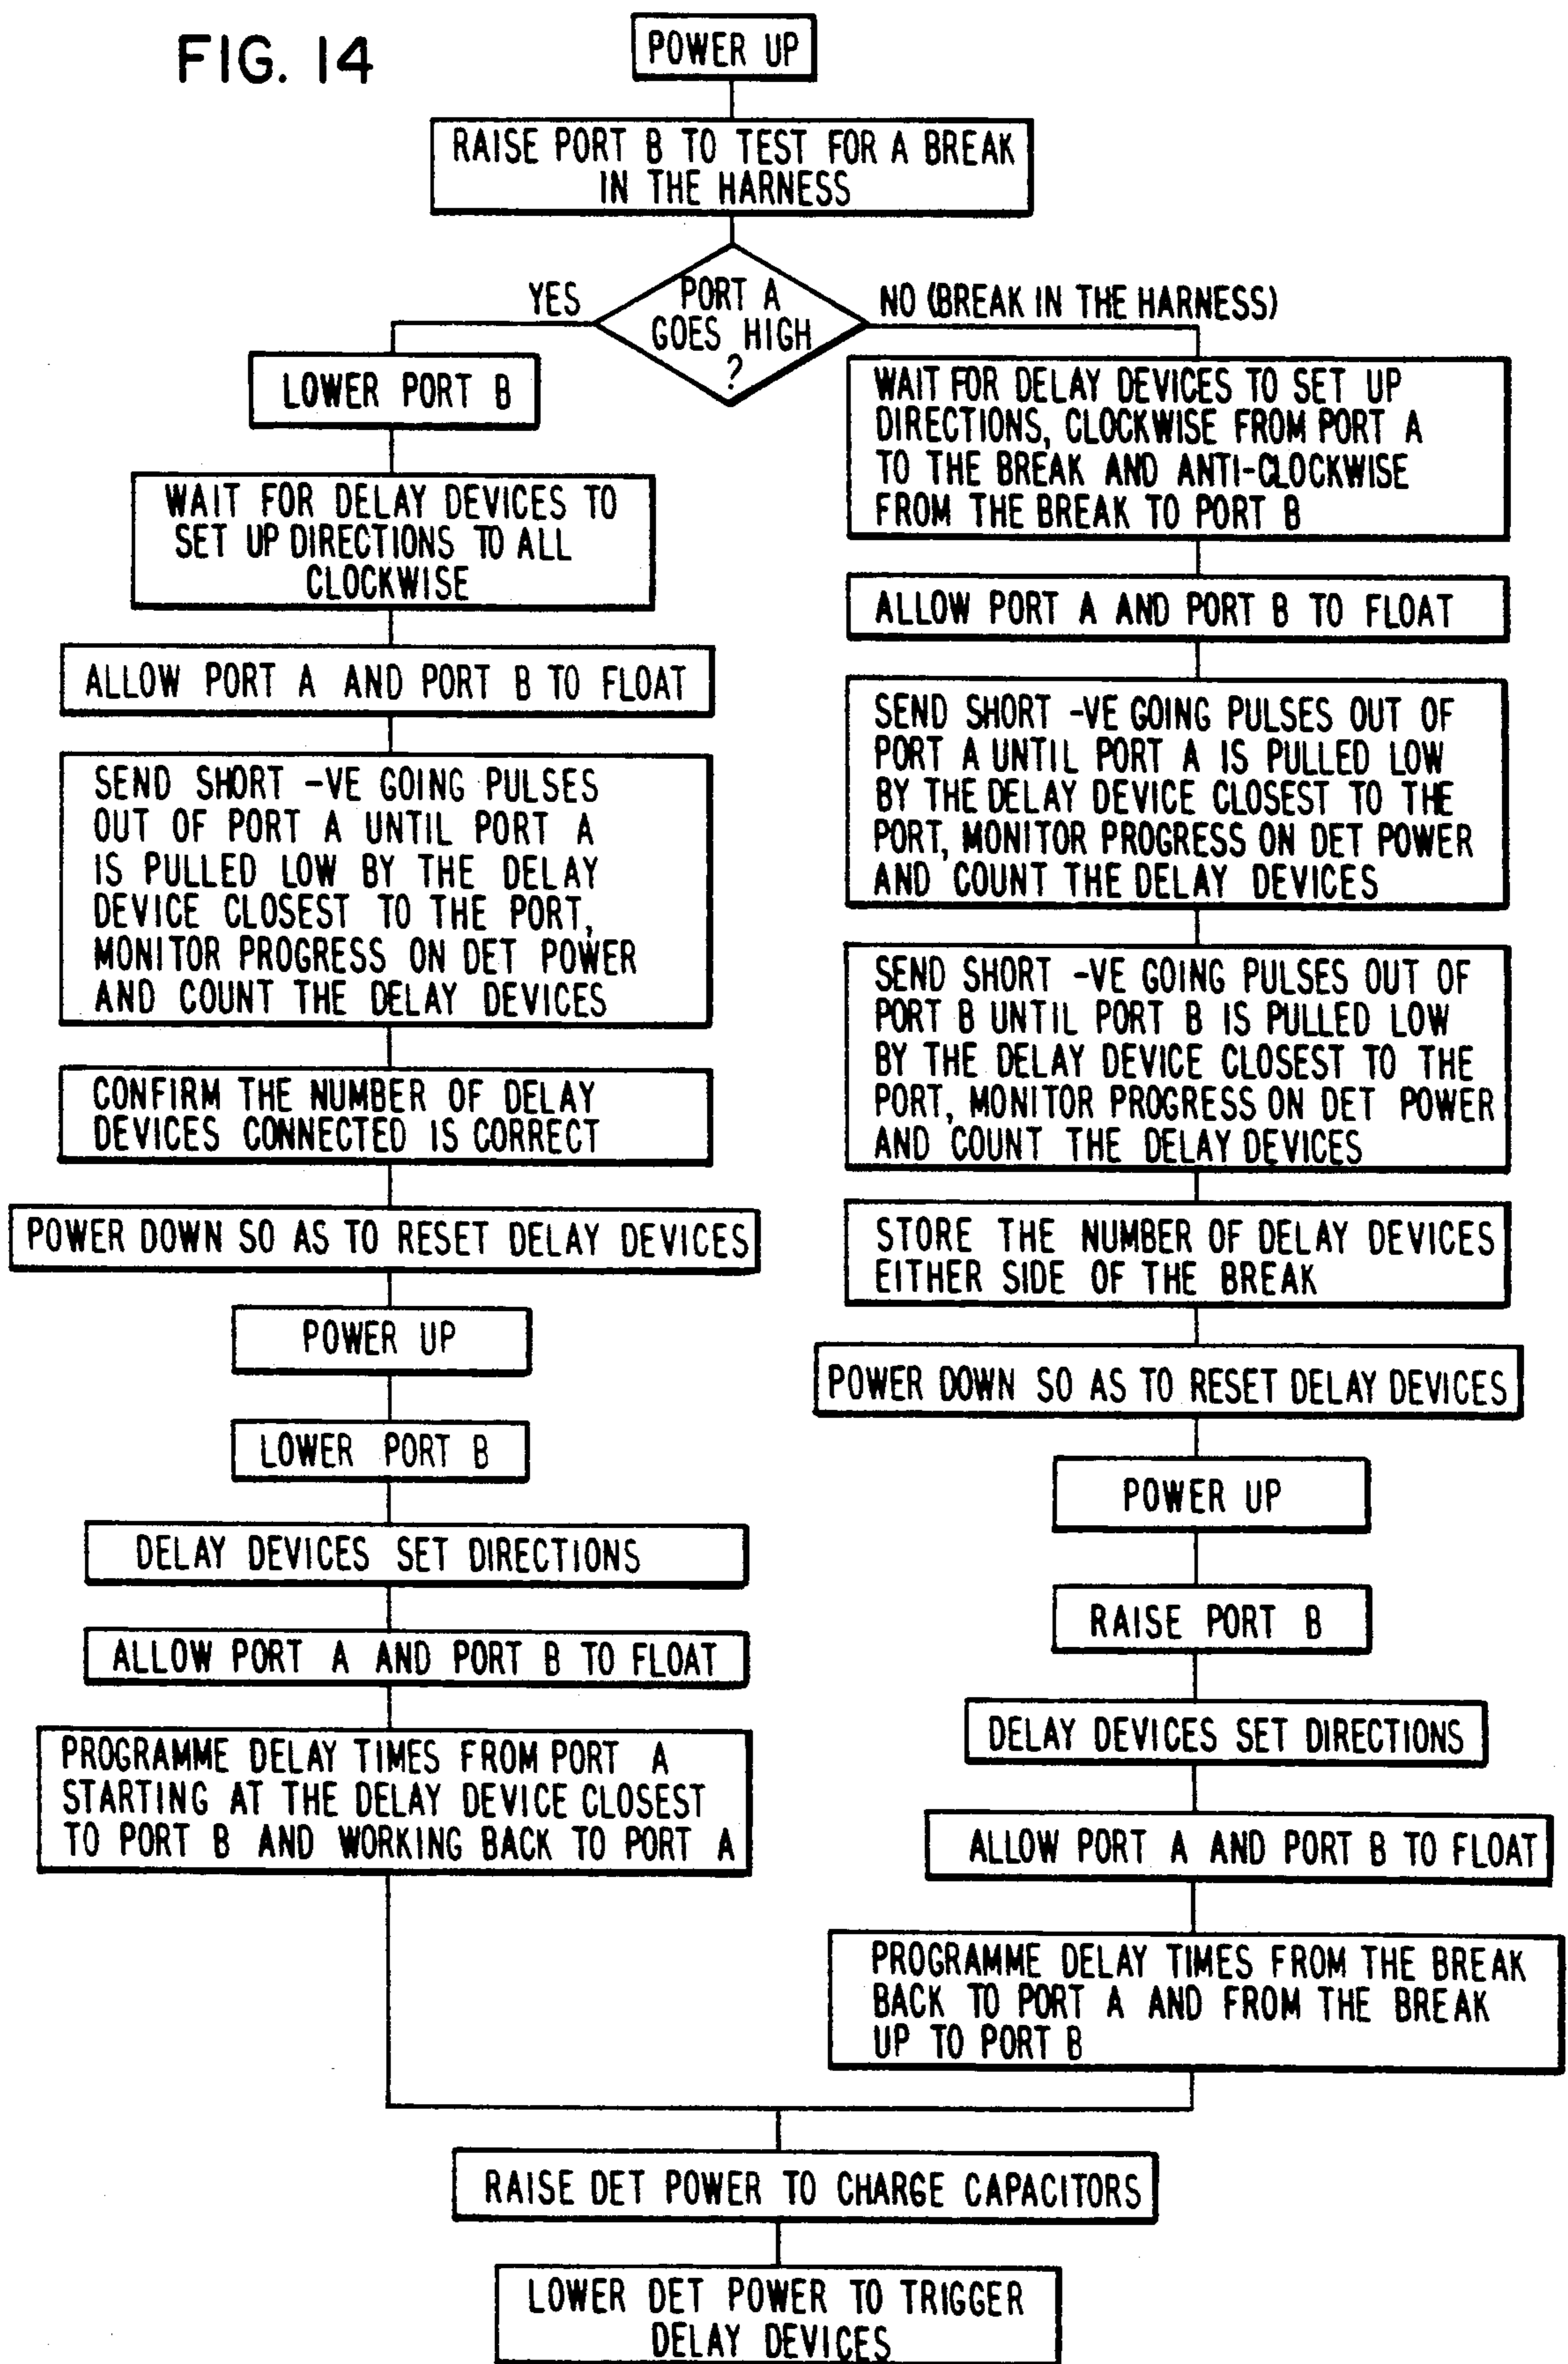 FIG. 14
POWER UP
RAISE PORT B TO TEST FOR A BREAK
IN THE HARNESS
PORT A
GOES HIGH
?
YES
NO (BREAK IN THE HARNESS)
LOWER PORT B
WAIT FOR DELAY DEVICES TO
SET UP DIRECTIONS TO ALL
CLOCKWISE
ALLOW PORT A AND PORT B TO FLOAT
SEND SHORT -VE GOING PULSES
OUT OF PORT A UNTIL PORT A
IS PULLED LOW BY THE DELAY
DEVICE CLOSEST TO THE PORT,
MONITOR PROGRESS ON DET POWER
AND COUNT THE DELAY DEVICES
CONFIRM THE NUMBER OF DELAY
DEVICES CONNECTED IS CORRECT
POWER DOWN SO AS TO RESET DELAY DEVICES
POWER UP
LOWER PORT B
DELAY DEVICES SET DIRECTIONS
ALLOW PORT A AND PORT B TO FLOAT
PROGRAMME DELAY TIMES FROM PORT A
STARTING AT THE DELAY DEVICE CLOSEST
TO PORT B AND WORKING BACK TO PORT A
WAIT FOR DELAY DEVICES TO SET UP
DIRECTIONS, CLOCKWISE FROM PORT A
TO THE BREAK AND ANTI-CLOCKWISE
FROM THE BREAK TO PORT B
ALLOW PORT A AND PORT B TO FLOAT
SEND SHORT -VE GOING PULSES OUT OF
PORT A UNTIL PORT A IS PULLED LOW
BY THE DELAY DEVICE CLOSEST TO THE
PORT, MONITOR PROGRESS ON DET POWER
AND COUNT THE DELAY DEVICES
SEND SHORT -VE GOING PULSES OUT OF
PORT B UNTIL PORT B IS PULLED LOW
BY THE DELAY DEVICE CLOSEST TO THE
PORT, MONITOR PROGRESS ON DET POWER
AND COUNT THE DELAY DEVICES
STORE THE NUMBER OF DELAY DEVICES
EITHER SIDE OF THE BREAK
POWER DOWN SO AS TO RESET DELAY DEVICES
POWER UP
RAISE PORT B
DELAY DEVICES SET DIRECTIONS
ALLOW PORT A AND PORT B TO FLOAT
PROGRAMME DELAY TIMES FROM THE BREAK
BACK TO PORT A AND FROM THE BREAK
UP TO PORT B
RAISE DET POWER TO CHARGE CAPACITORS
LOWER DET POWER TO TRIGGER
DELAY DEVICES